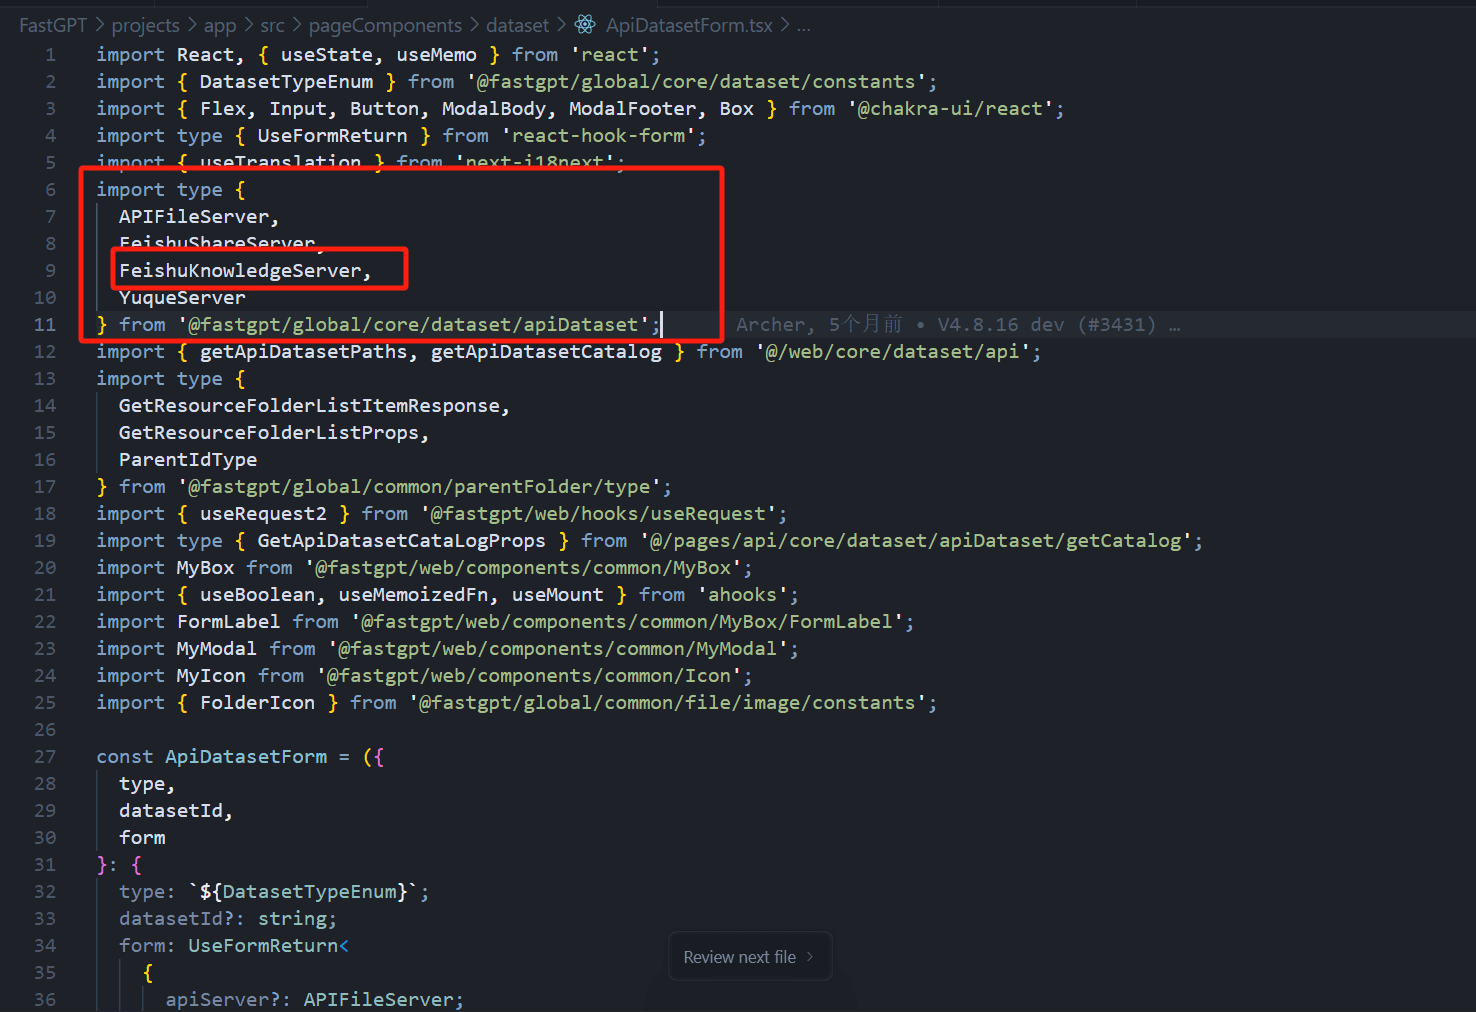 FastGPT > projects > app > src > pageComponents > dataset > ApiDatasetForm.tsx > ...
1 import React, { useState, useMemo } from 'react';
2 import { DatasetTypeEnum } from '@fastgpt/global/core/dataset/constants';
3 import { Flex, Input, Button, ModalBody, ModalFooter, Box } from '@chakra-ui/react';
4 import type { UseFormReturn } from 'react-hook-form';
5 import { useTranslation } from 'next-i18next';
6 import type {
7 APIFileServer,
8 FeishuShareServer,
9 FeishuKnowledgeServer,
10 YuqueServer
11 } from '@fastgpt/global/core/dataset/apiDataset'; Archer, 5个月前 • V4.8.16 dev (#3431) …
12 import { getApiDatasetPaths, getApiDatasetCatalog } from '@/web/core/dataset/api';
13 import type {
14 GetResourceFolderListItemResponse,
15 GetResourceFolderListProps,
16 ParentIdType
17 } from '@fastgpt/global/common/parentFolder/type';
18 import { useRequest2 } from '@fastgpt/web/hooks/useRequest';
19 import type { GetApiDatasetCataLogProps } from '@/pages/api/core/dataset/apiDataset/getCatalog';
20 import MyBox from '@fastgpt/web/components/common/MyBox';
21 import { useBoolean, useMemoizedFn, useMount } from 'ahooks';
22 import FormLabel from '@fastgpt/web/components/common/MyBox/FormLabel';
23 import MyModal from '@fastgpt/web/components/common/MyModal';
24 import MyIcon from '@fastgpt/web/components/common/Icon';
25 import { FolderIcon } from '@fastgpt/global/common/file/image/constants';
26
27 const ApiDatasetForm = ({
28 type,
29 datasetId,
30 form
31 }: {
32 type: `${DatasetTypeEnum}`;
33 datasetId?: string;
34 form: UseFormReturn<
35 {
36 apiServer?: APIFileServer;
Review next file >